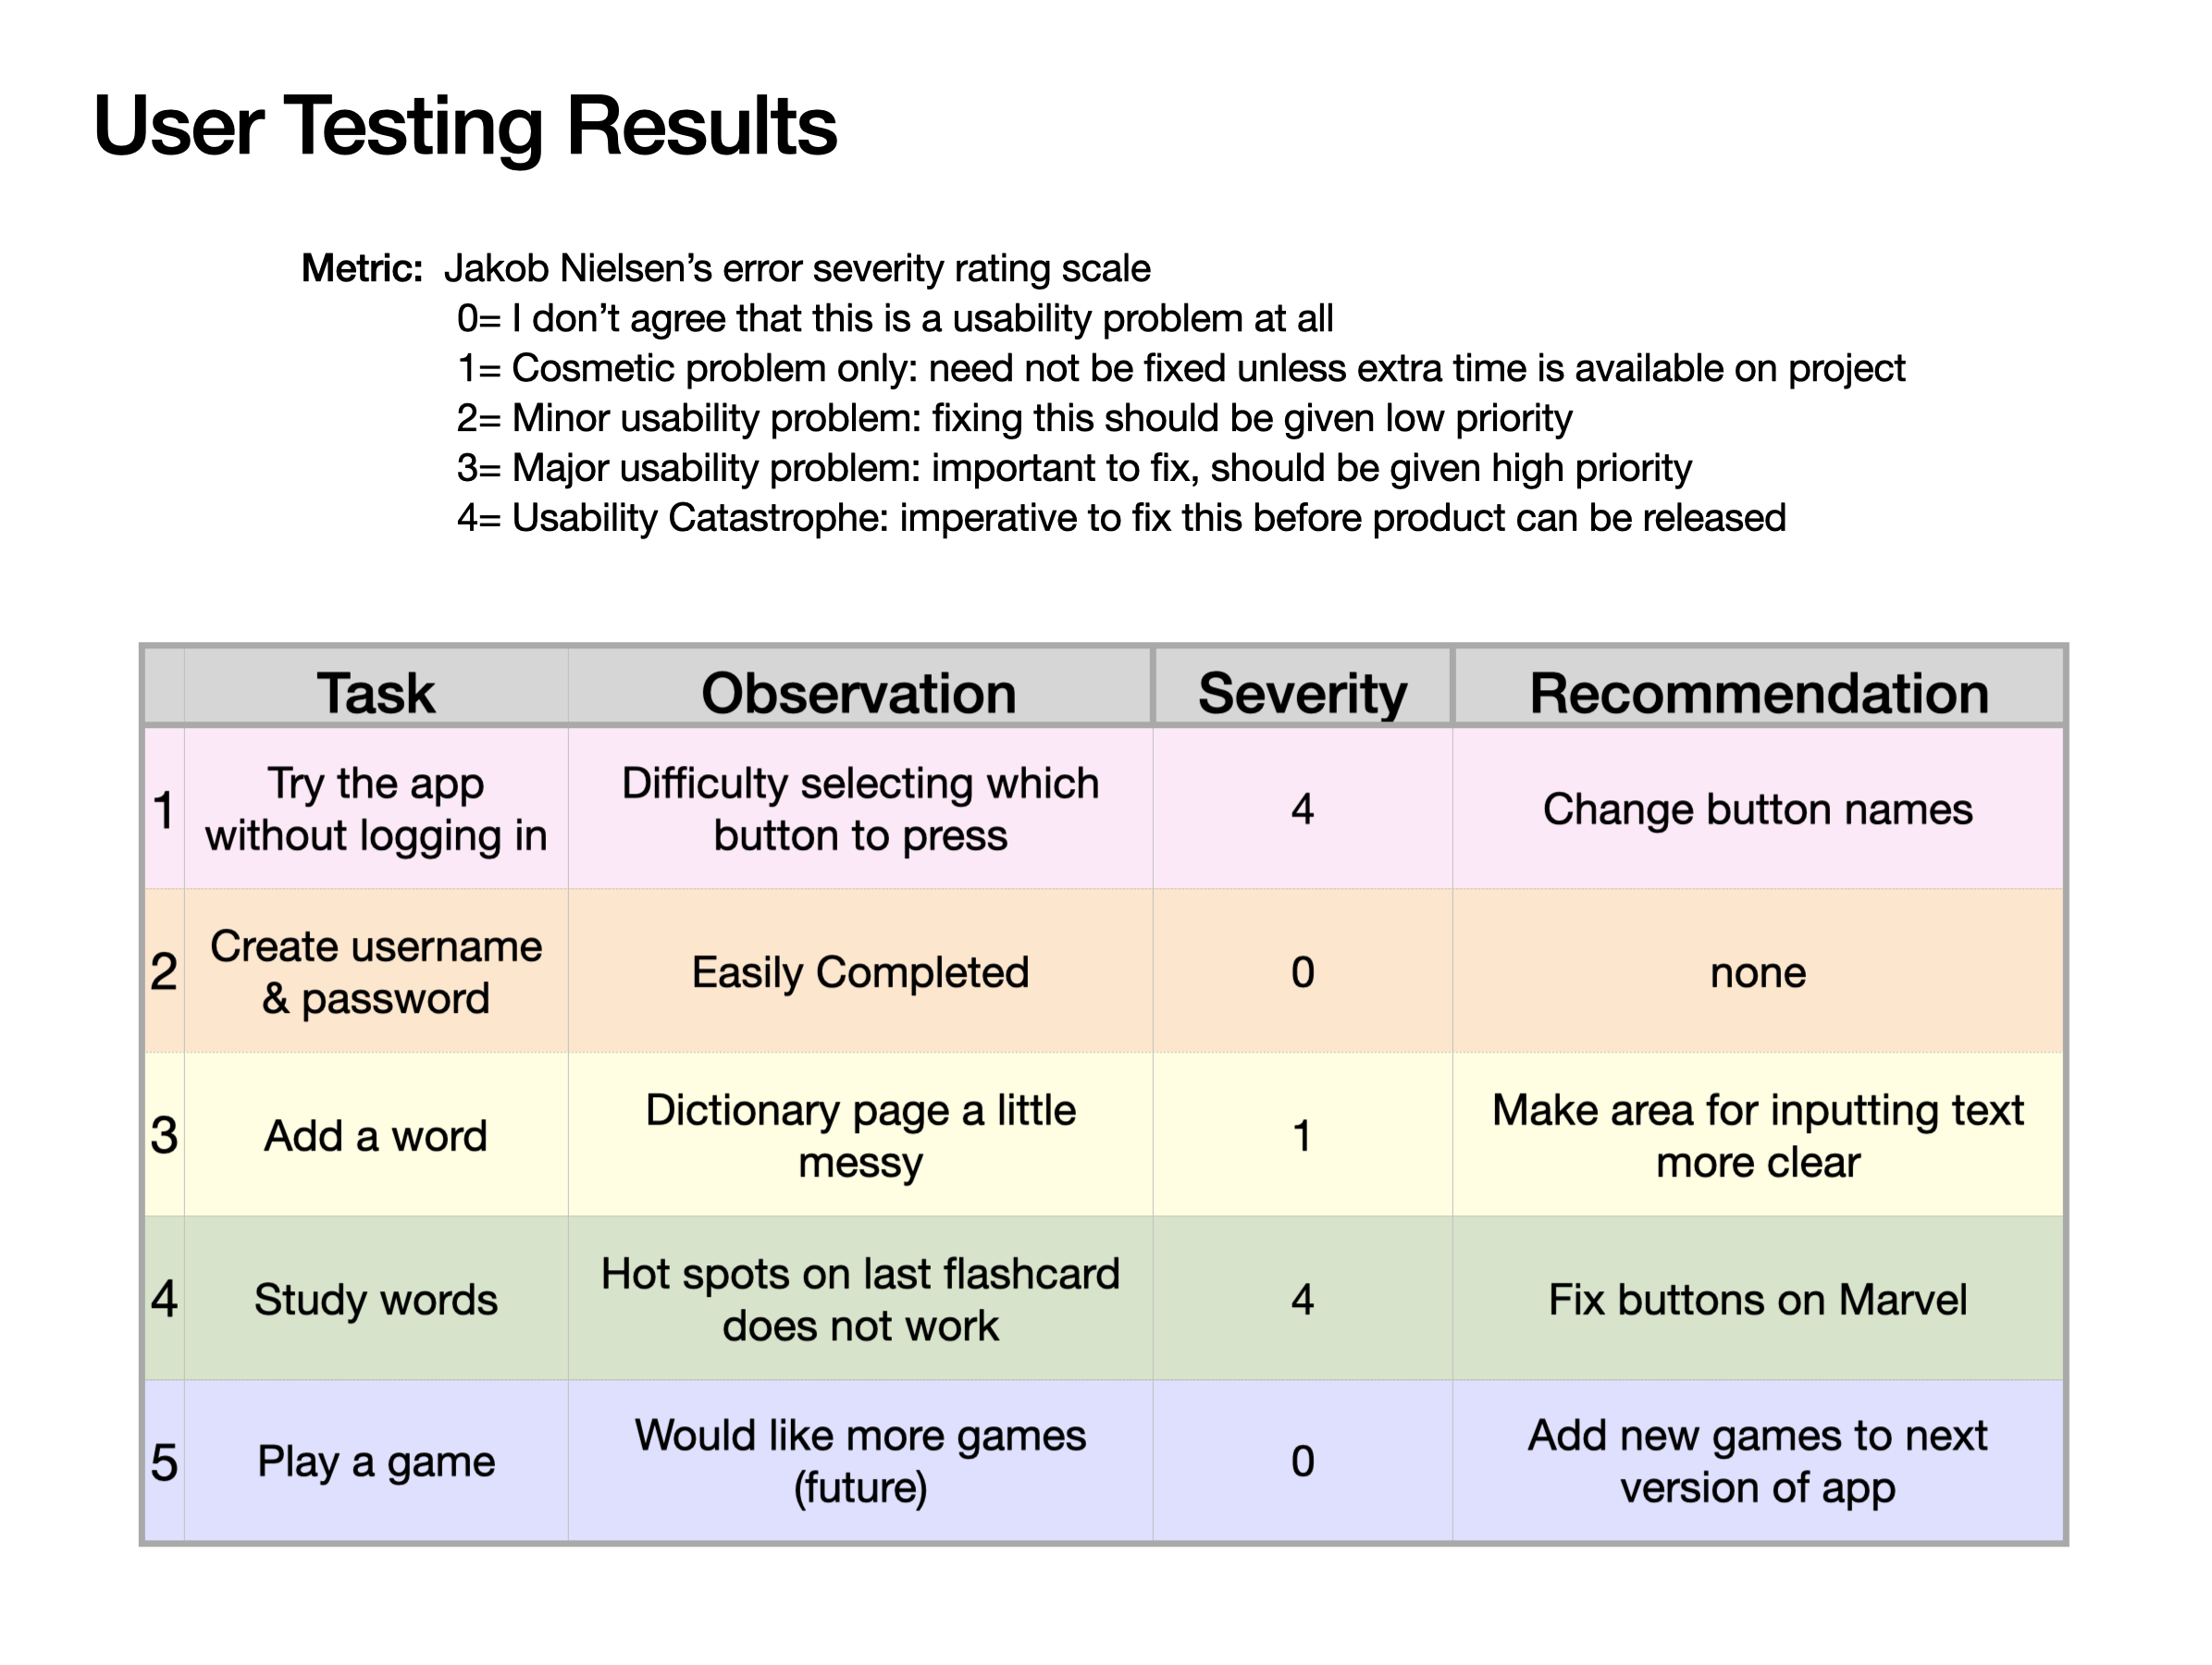 User Testing Results
Metric: Jakob Nielsen’s error severity rating scale
0= I don’t agree that this is a usability problem at all
1= Cosmetic problem only: need not be fixed unless extra time is available on project
2= Minor usability problem: fixing this should be given low priority
3= Major usability problem: important to fix, should be given high priority
4= Usability Catastrophe: imperative to fix this before product can be released
Task Observation Severity Recommendation
1 Try the app without logging in Difficulty selecting which button to press 4 Change button names
2 Create username & password Easily Completed 0 none
3 Add a word Dictionary page a little messy 1 Make area for inputting text more clear
4 Study words Hot spots on last flashcard does not work 4 Fix buttons on Marvel
5 Play a game Would like more games (future) 0 Add new games to next version of app